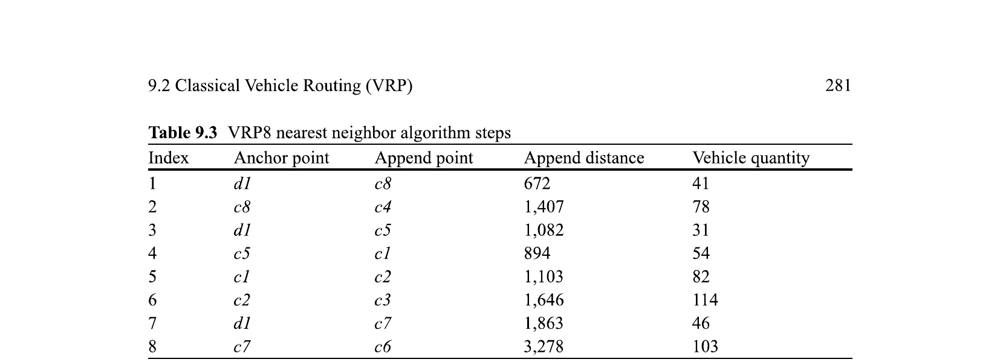 9.2 Classical Vehicle Routing (VRP) 281
Table 9.3 VRP8 nearest neighbor algorithm steps
Index Anchor point Append point Append distance Vehicle quantity
1 d1 c8 672 41
2 c8 c4 1,407 78
3 d1 c5 1,082 31
4 c5 c1 894 54
5 c1 c2 1,103 82
6 c2 c3 1,646 114
7 d1 c7 1,863 46
8 c7 c6 3,278 103